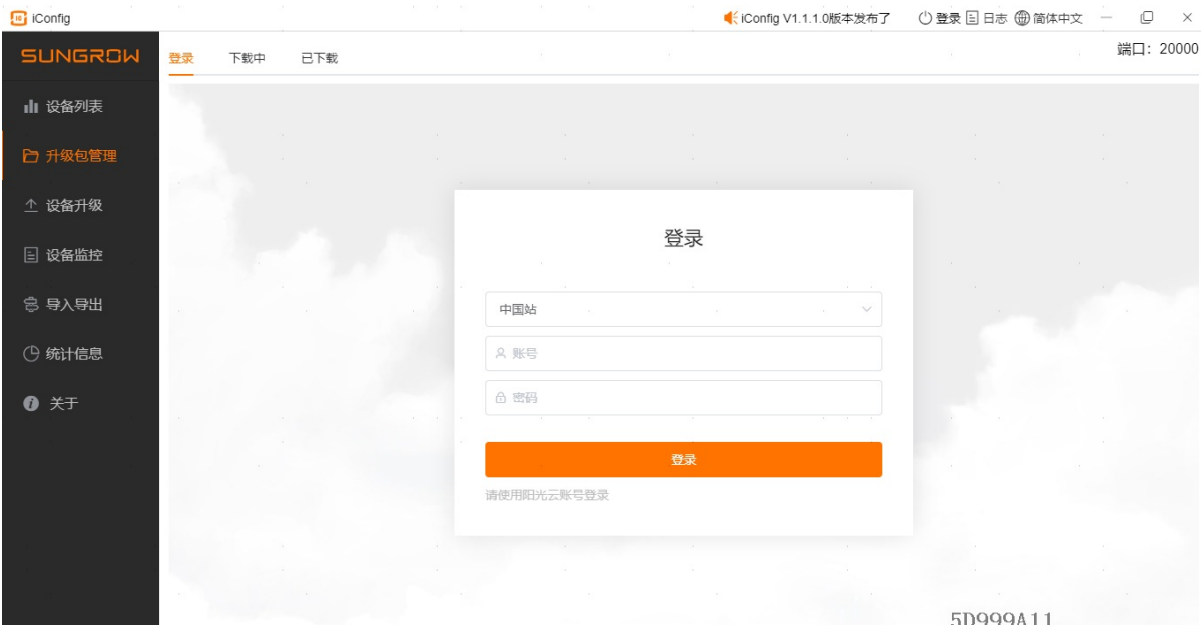 iConfig
iConfig V1.1.1.0版本发布了 登录 日志 简体中文
SUNGROW
登录 下载中 已下载
端口: 20000
设备列表
升级包管理
设备升级
设备监控
导入导出
统计信息
关于
登录
中国站
账号
密码
登录
请使用阳光云账号登录
5D999A11